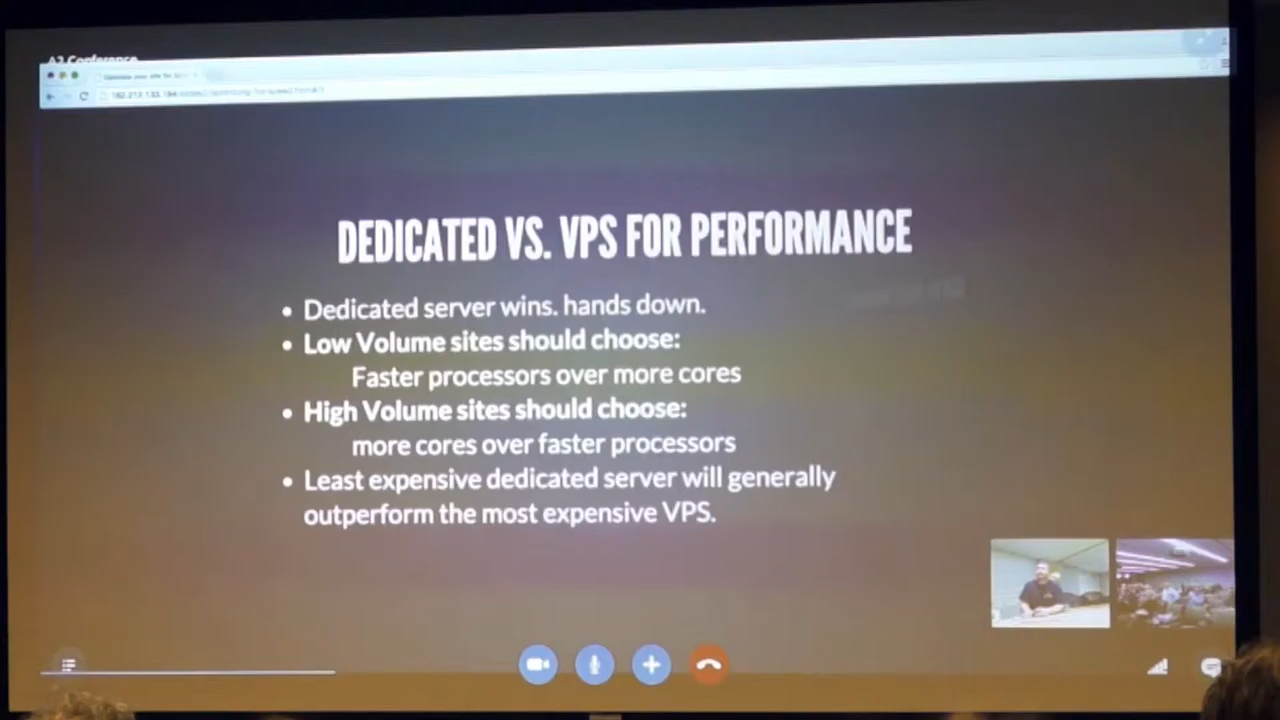 A2 Conference
DEDICATED VS. VPS FOR PERFORMANCE
• Dedicated server wins. hands down.
• Low Volume sites should choose:
Faster processors over more cores
• High Volume sites should choose:
more cores over faster processors
• Least expensive dedicated server will generally
outperform the most expensive VPS.